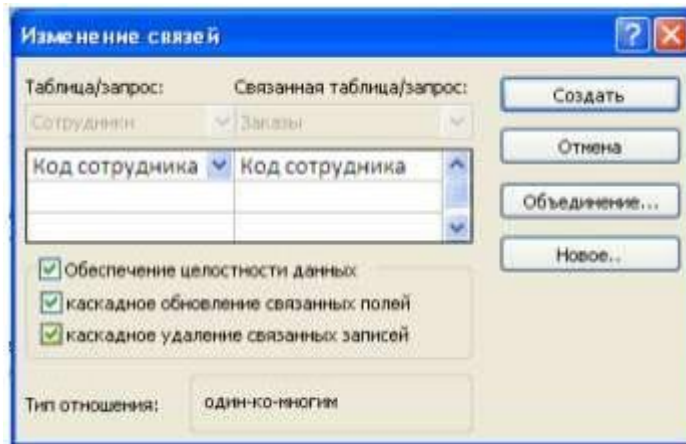 Изменение связей
Таблица/запрос: Связанная таблица/запрос:
Сотрудники Заказы
Код сотрудника Код сотрудника
Обеспечение целостности данных
каскадное обновление связанных полей
каскадное удаление связанных записей
Тип отношения: один-ко-многим
Создать
Отмена
Объединение...
Новое..